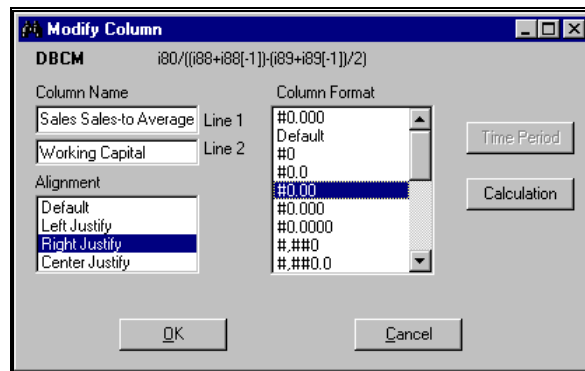 Modify Column
DBCM i80/((i88+i88[-1])-(i89+i89[-1])/2)
Column Name
Sales Sales-to Average Line 1
Working Capital Line 2
Alignment
Default
Left Justify
Right Justify
Center Justify
Column Format
#0.000
Default
#0
#0.0
#0.00
#0.000
#0.0000
#,##0
#,##0.0
Time Period
Calculation
OK
Cancel